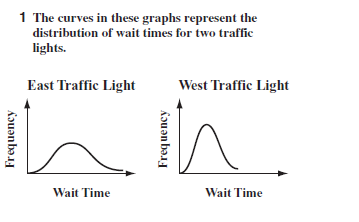 1 The curves in these graphs represent the
distribution of wait times for two traffic
lights.
East Traffic Light
Frequency
Wait Time
West Traffic Light
Frequency
Wait Time